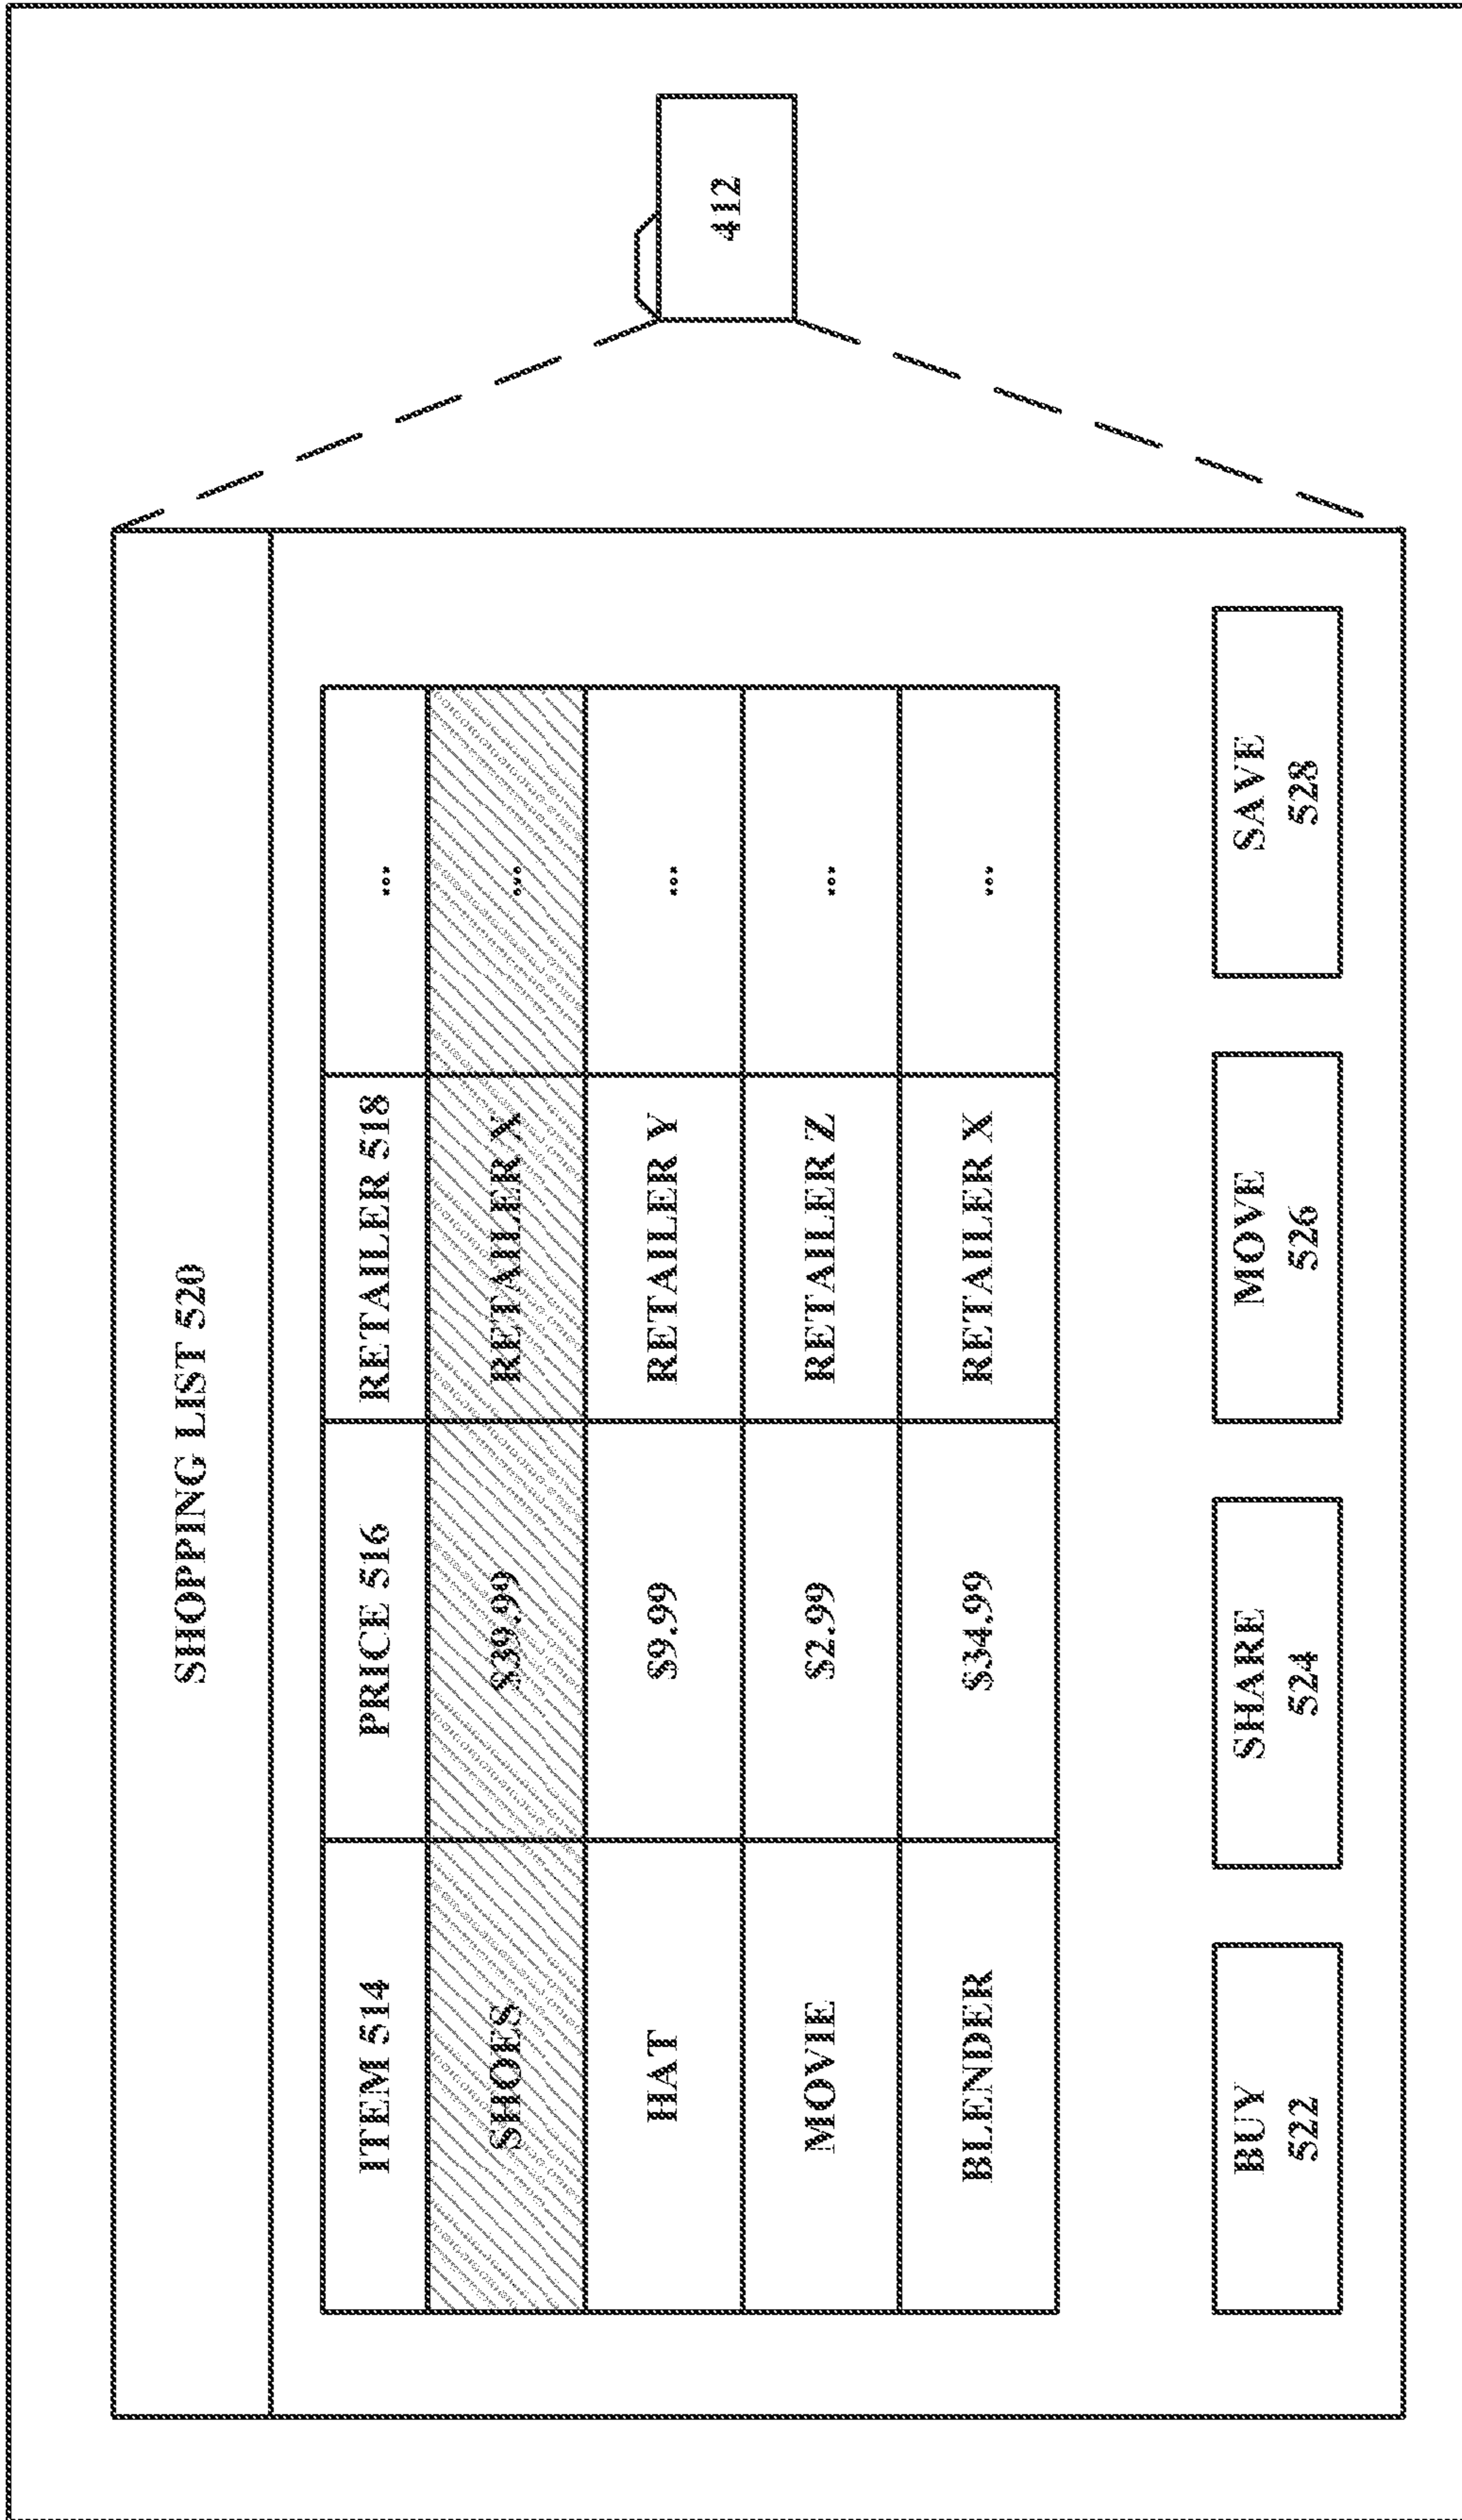 SHOPPING LIST 520
ITEM 514 PRICE 516 RETAILER 518 ...
SHOES $39.99 RETAILER X ...
HAT $9.99 RETAILER Y ...
MOVIE $2.99 RETAILER Z ...
BLENDER $34.99 RETAILER X ...
BUY SHARE MOVE SAVE
522 524 526 528
412